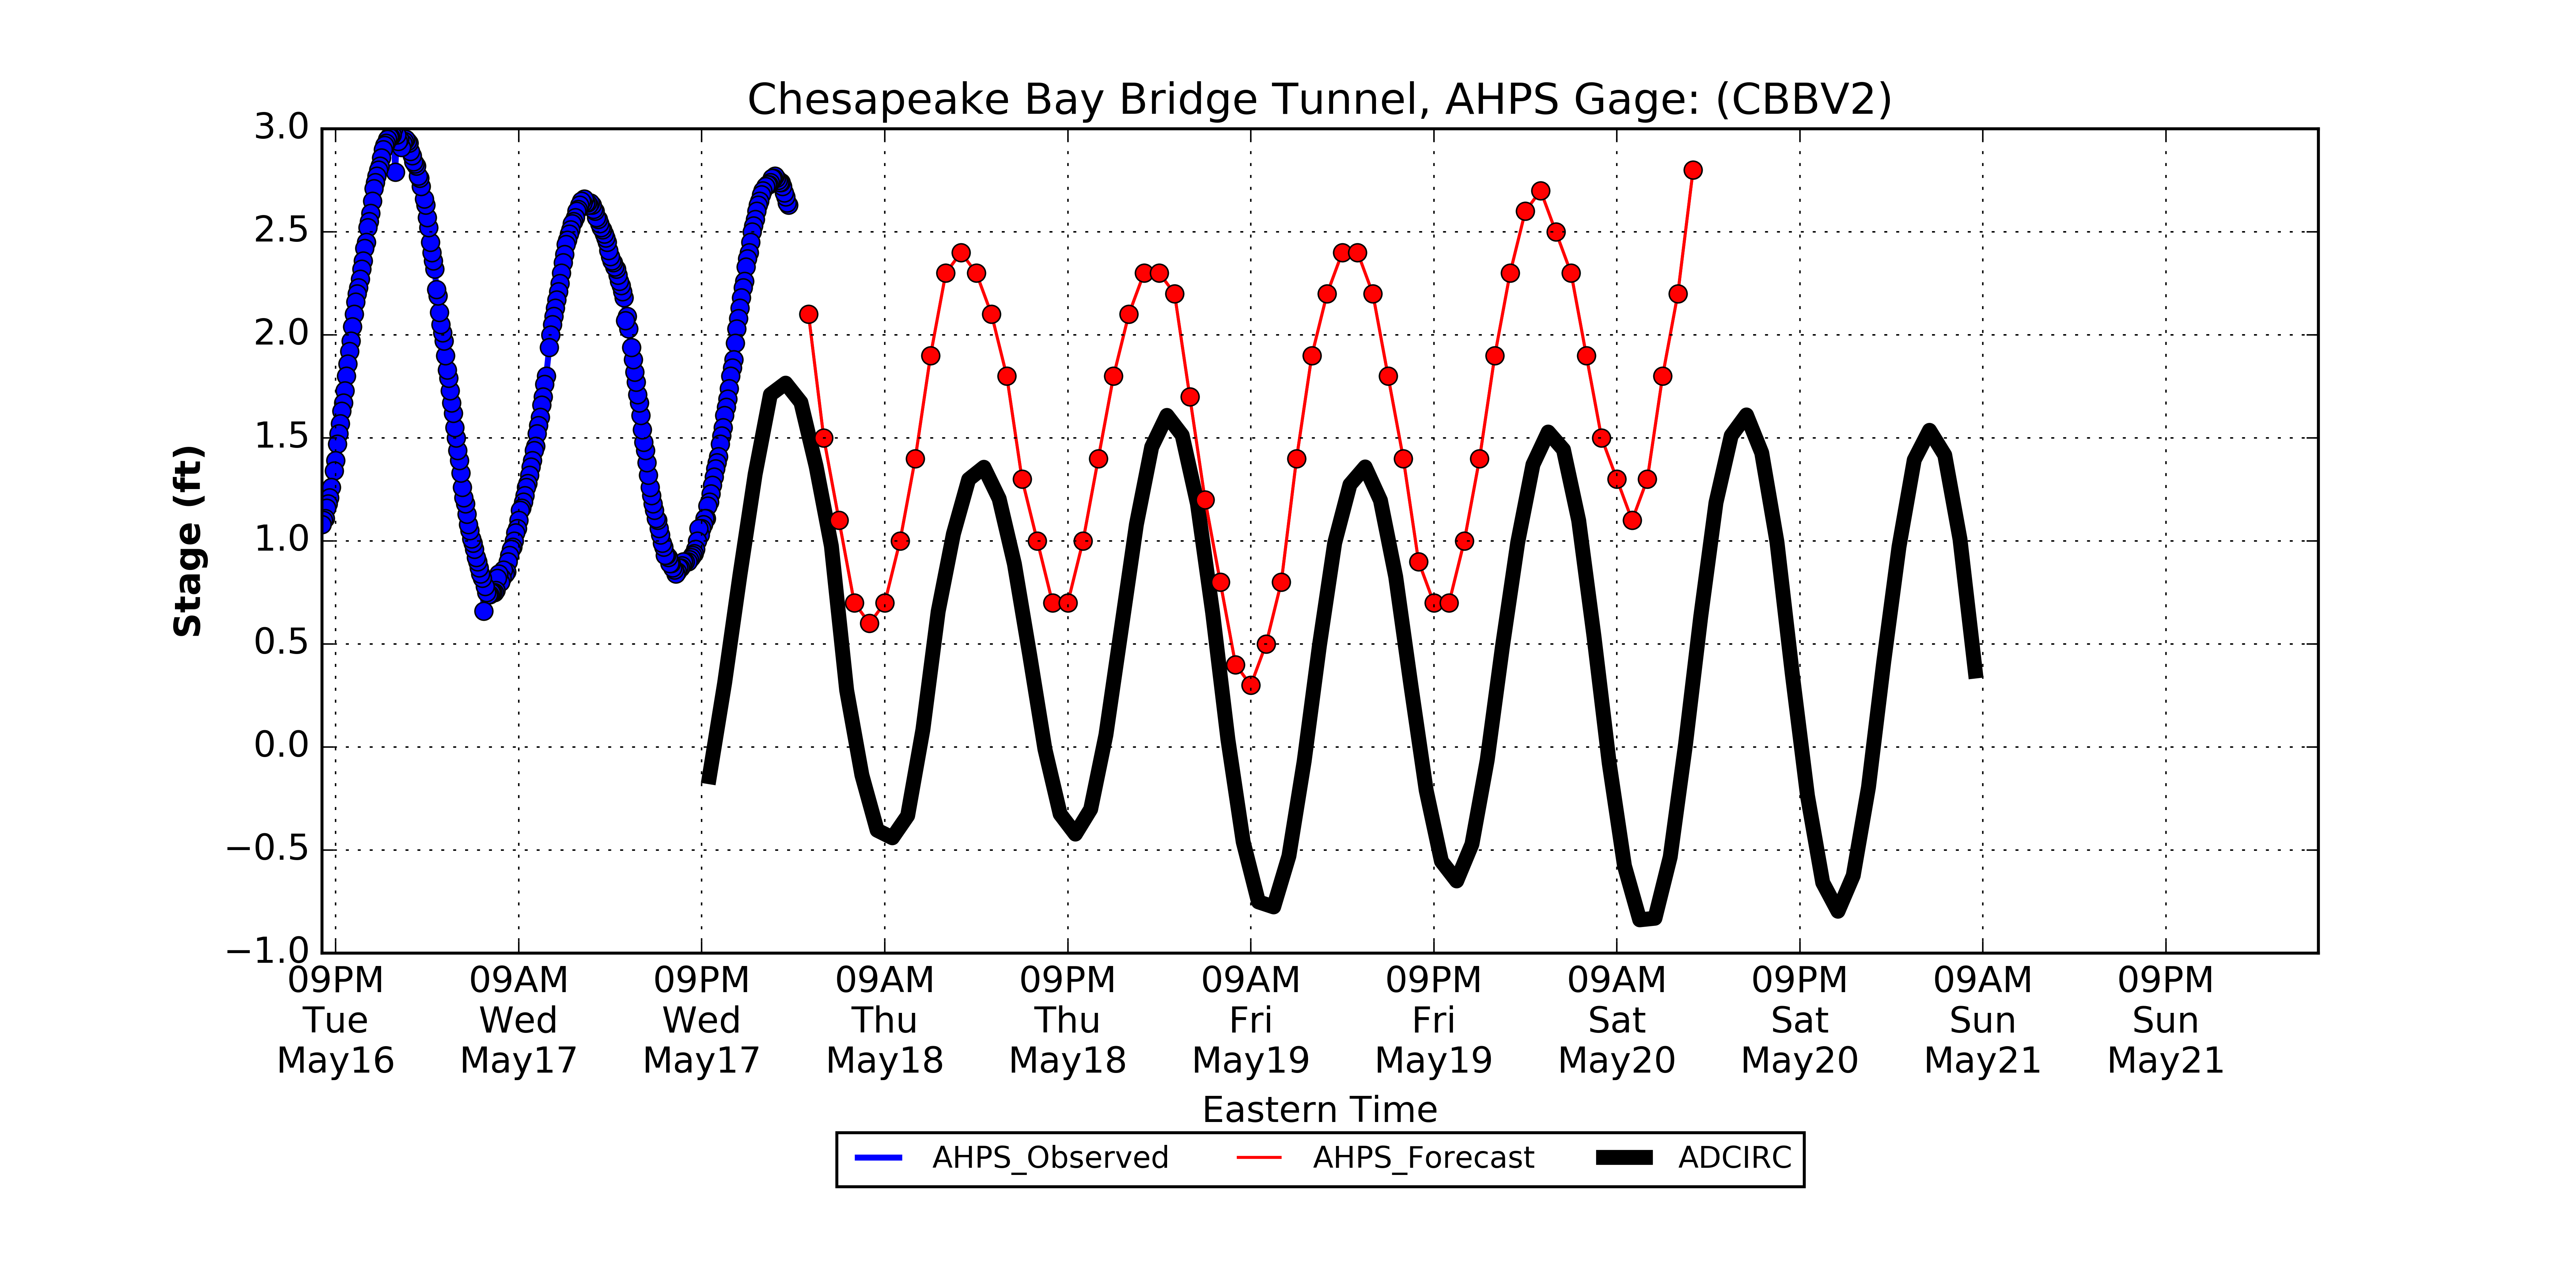 Chesapeake Bay Bridge Tunnel, AHPS Gage: (CBBV2)
3.0
2.5
2.0
1.5
1.0
0.5
0.0
−0.5
−1.0
Stage (ft)
09PM 09AM 09PM 09AM 09PM 09AM 09PM 09AM 09PM 09AM 09PM
Tue Wed Wed Thu Thu Fri Fri Sat Sat Sun Sun
May16 May17 May17 May18 May18 May19 May19 May20 May20 May21 May21
Eastern Time
AHPS_Observed AHPS_Forecast ADCIRC